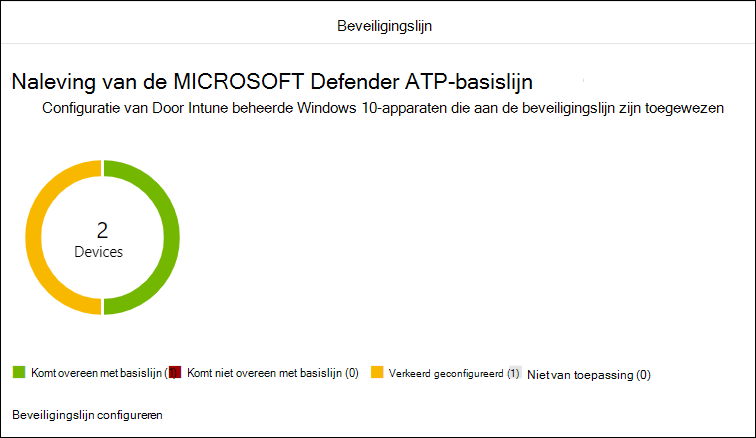 Beveiligingslijn
Naleving van de MICROSOFT Defender ATP-basislijn
Configuratie van Door Intune beheerde Windows 10-apparaten die aan de beveiligingslijn zijn toegewezen
2
Devices
Komt overeen met basislijn (1) Komt niet overeen met basislijn (0) Verkeerd geconfigureerd (1) Niet van toepassing (0)
Beveiligingslijn configureren